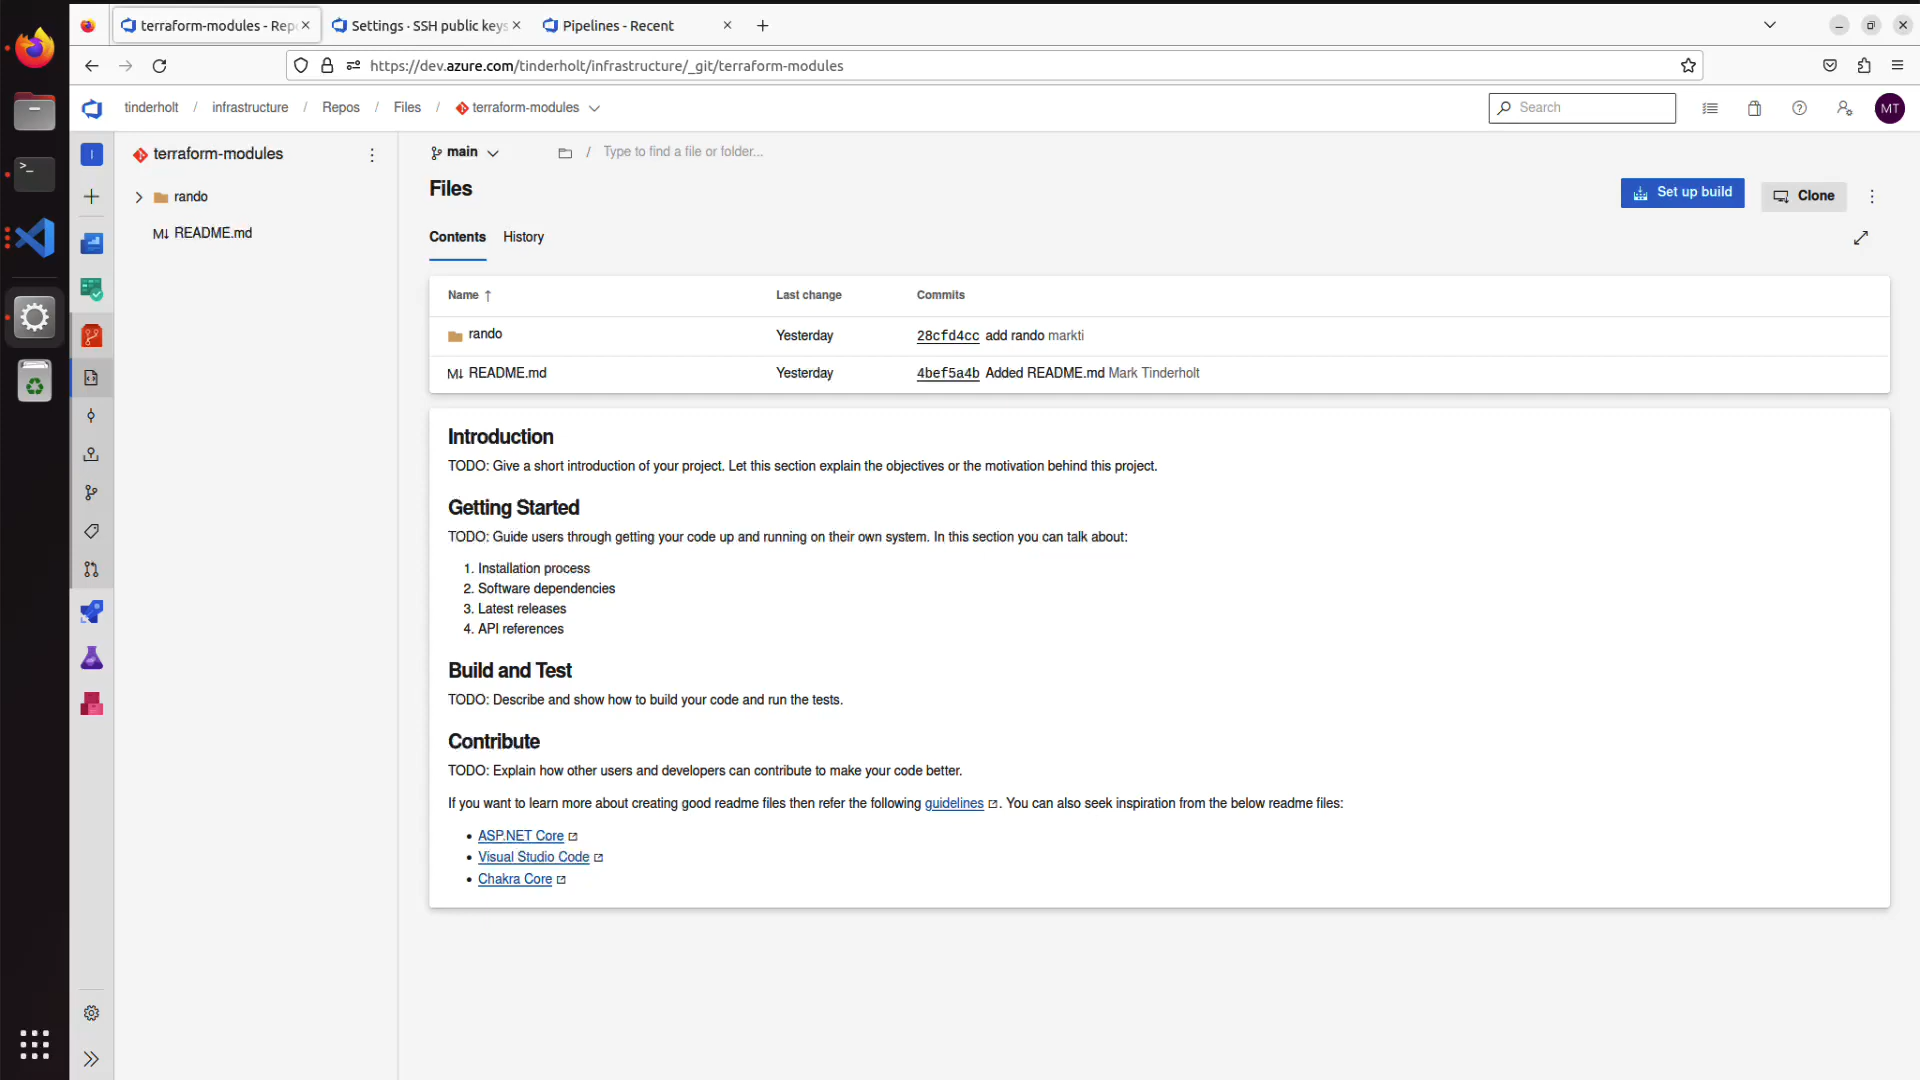 terraform-modules - Rep
Settings · SSH public keys
Pipelines - Recent
https://dev.azure.com/tinderholt/infrastructure/_git/terraform-modules
tinderholt / infrastructure / Repos / Files / terraform-modules
Search
MT
I
terraform-modules
rando
README.md
main
/ Type to find a file or folder...
Files
Set up build
Clone
Contents
History
Name
Last change
Commits
rando
Yesterday
28cfd4cc add rando markti
README.md
Yesterday
4bef5a4b Added README.md Mark Tinderholt
Introduction
TODO: Give a short introduction of your project. Let this section explain the objectives or the motivation behind this project.
Getting Started
TODO: Guide users through getting your code up and running on their own system. In this section you can talk about:
1. Installation process
2. Software dependencies
3. Latest releases
4. API references
Build and Test
TODO: Describe and show how to build your code and run the tests.
Contribute
TODO: Explain how other users and developers can contribute to make your code better.
If you want to learn more about creating good readme files then refer the following guidelines. You can also seek inspiration from the below readme files:
• ASP.NET Core
• Visual Studio Code
• Chakra Core